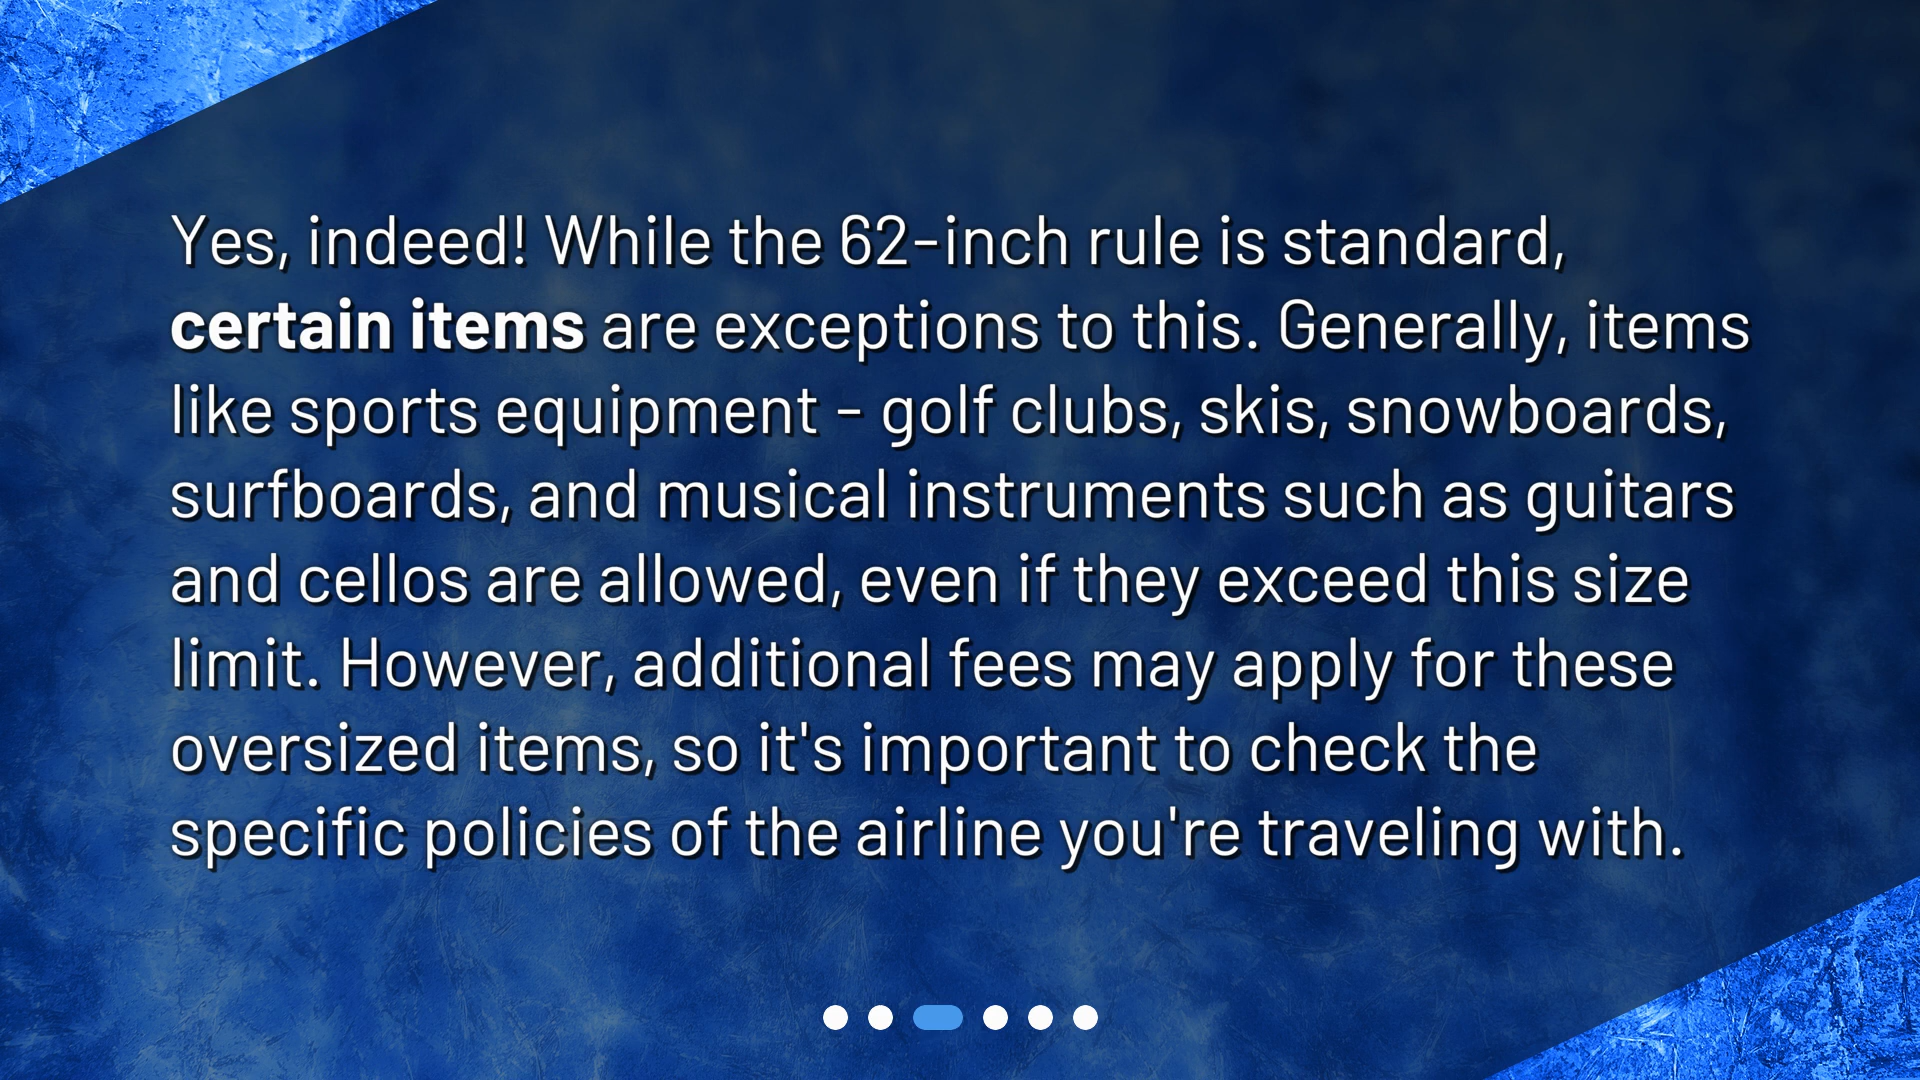 Yes, indeed! While the 62-inch rule is standard,
certain items are exceptions to this. Generally, items
like sports equipment - golf clubs, skis, snowboards,
surfboards, and musical instruments such as guitars
and cellos are allowed, even if they exceed this size
limit. However, additional fees may apply for these
oversized items, so it's important to check the
specific policies of the airline you're traveling with.